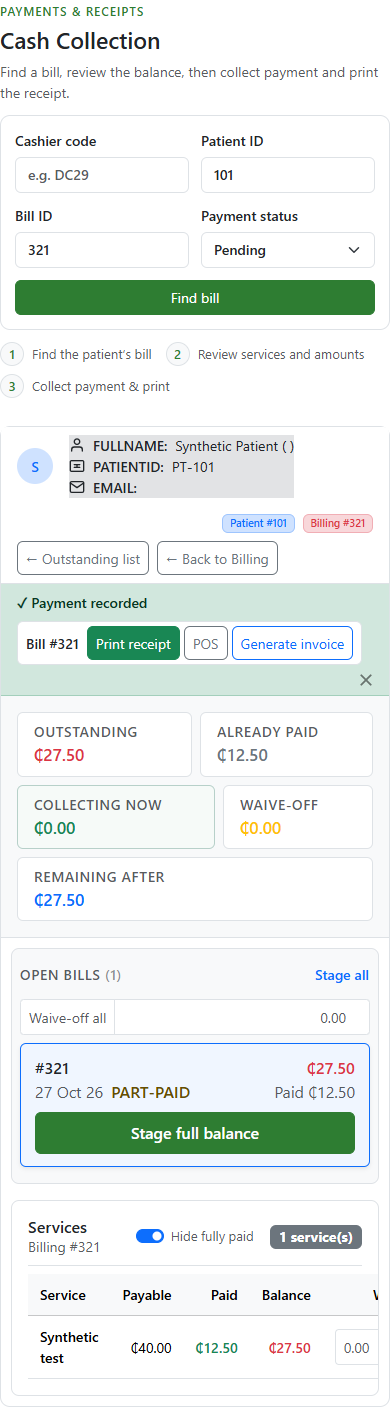 PAYMENTS & RECEIPTS
Cash Collection
Find a bill, review the balance, then collect payment and print
the receipt.
Cashier code
Patient ID
e.g. DC29
101
Bill ID
Payment status
321
Pending
Find bill
1 Find the patient's bill 2 Review services and amounts
3 Collect payment & print
S
FULLNAME: Synthetic Patient ( )
PATIENTID: PT-101
EMAIL:
Patient #101 Billing #321
← Outstanding list ← Back to Billing
✓ Payment recorded
Bill #321 Print receipt POS Generate invoice
×
OUTSTANDING
₵27.50
ALREADY PAID
₵12.50
COLLECTING NOW
₵0.00
WAIVE-OFF
₵0.00
REMAINING AFTER
₵27.50
OPEN BILLS (1) Stage all
Waive-off all 0.00
#321 ₵27.50
27 Oct 26 PART-PAID Paid ₵12.50
Stage full balance
Services
Billing #321
Hide fully paid 1 service(s)
Service Payable Paid Balance
Synthetic
test
₵40.00 ₵12.50 ₵27.50 0.00